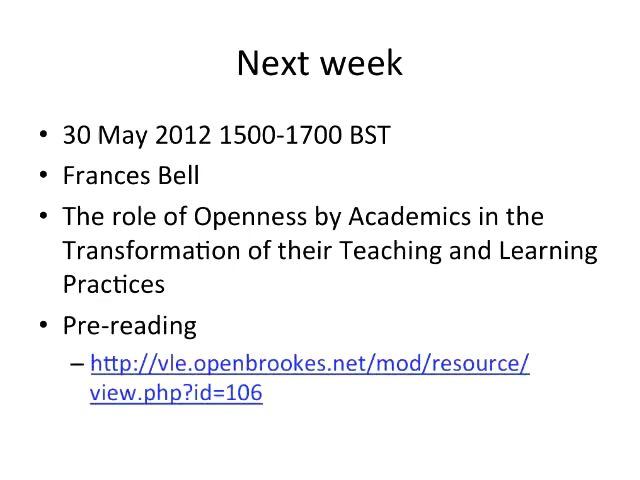 Next week
• 30 May 2012 1500-1700 BST
• Frances Bell
• The role of Openness by Academics in the
Transformation of their Teaching and Learning
Practices
• Pre-reading
– http://vle.openbrookes.net/mod/resource/
view.php?id=106